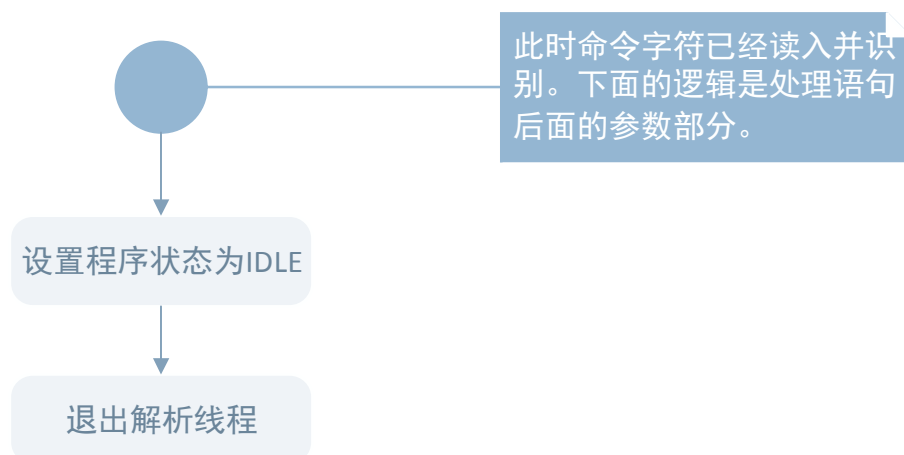 此时命令字符已经读入并识
别。下面的逻辑是处理语句
后面的参数部分。
设置程序状态为IDLE
退出解析线程